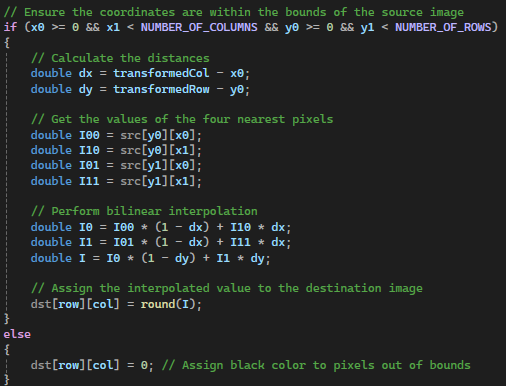 // Ensure the coordinates are within the bounds of the source image
if (x0 >= 0 && x1 < NUMBER_OF_COLUMNS && y0 >= 0 && y1 < NUMBER_OF_ROWS)
{
    // Calculate the distances
    double dx = transformedCol - x0;
    double dy = transformedRow - y0;

    // Get the values of the four nearest pixels
    double I00 = src[y0][x0];
    double I10 = src[y0][x1];
    double I01 = src[y1][x0];
    double I11 = src[y1][x1];

    // Perform bilinear interpolation
    double I0 = I00 * (1 - dx) + I10 * dx;
    double I1 = I01 * (1 - dx) + I11 * dx;
    double I = I0 * (1 - dy) + I1 * dy;

    // Assign the interpolated value to the destination image
    dst[row][col] = round(I);
}
else
{
    dst[row][col] = 0; // Assign black color to pixels out of bounds
}